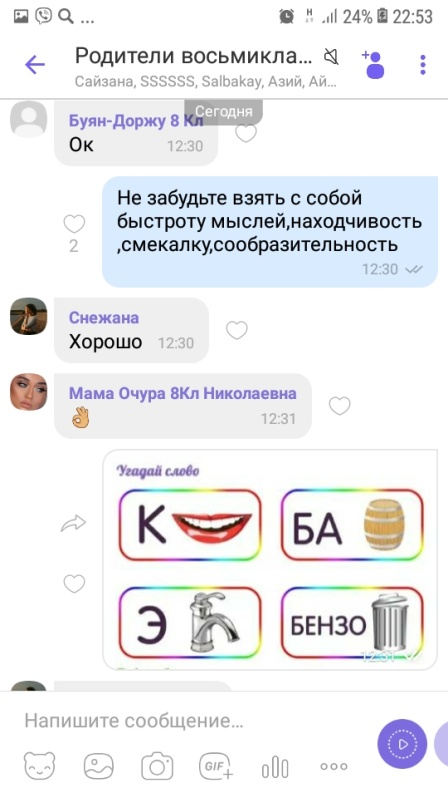 24% 22:53
Родители восьмикла...
Сайзана, SSSSSS, Salbakay, Азий, Ай...
Сегодня
Буян-Доржу 8 Кл
Ок 12:30
Не забудьте взять с собой
быстроту мыслей,находчивость
,смекалку,сообразительность
2
12:30
Снежана
Хорошо 12:30
Мама Очура 8Кл Николаевна
12:31
Угадай слово
К БА
Э БЕНЗО
12:31
Напишите сообщение...
GIF+